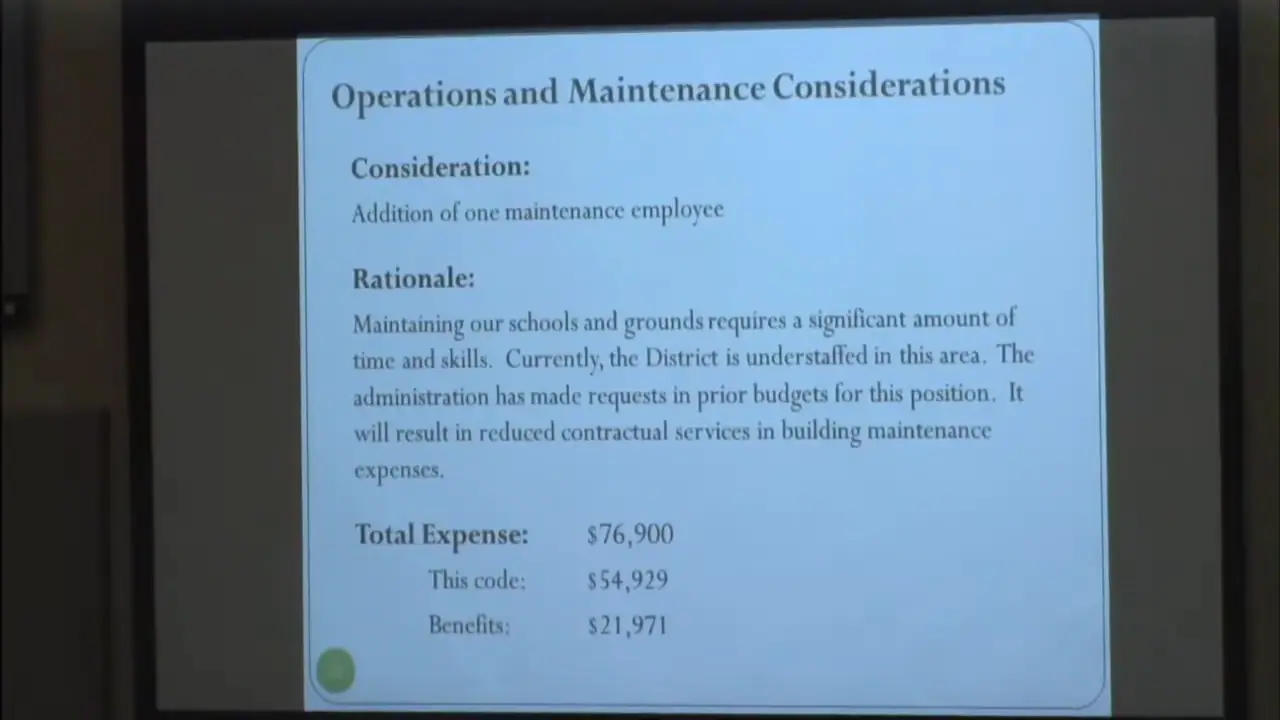 Operations and Maintenance Considerations
Consideration:
Addition of one maintenance employee
Rationale:
Maintaining our schools and grounds requires a significant amount of
time and skills. Currently, the District is understaffed in this area. The
administration has made requests in prior budgets for this position. It
will result in reduced contractual services in building maintenance
expenses.
Total Expense: $76,900
This code: $54,929
Benefits: $21,971